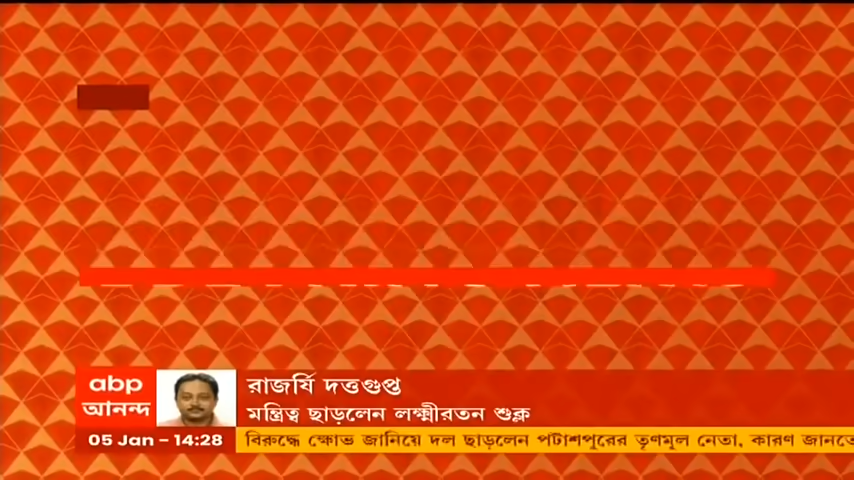 abp
আনন্দ
রাজর্ষি দত্তগুপ্ত
মন্ত্রিত্ব ছাড়লেন লক্ষ্মীরতন শুক্ল
05 Jan - 14:28
বিরুদ্ধে ক্ষোভ জানিয়ে দল ছাড়লেন পটাশপুরের তৃণমূল নেতা, কারণ জানতে